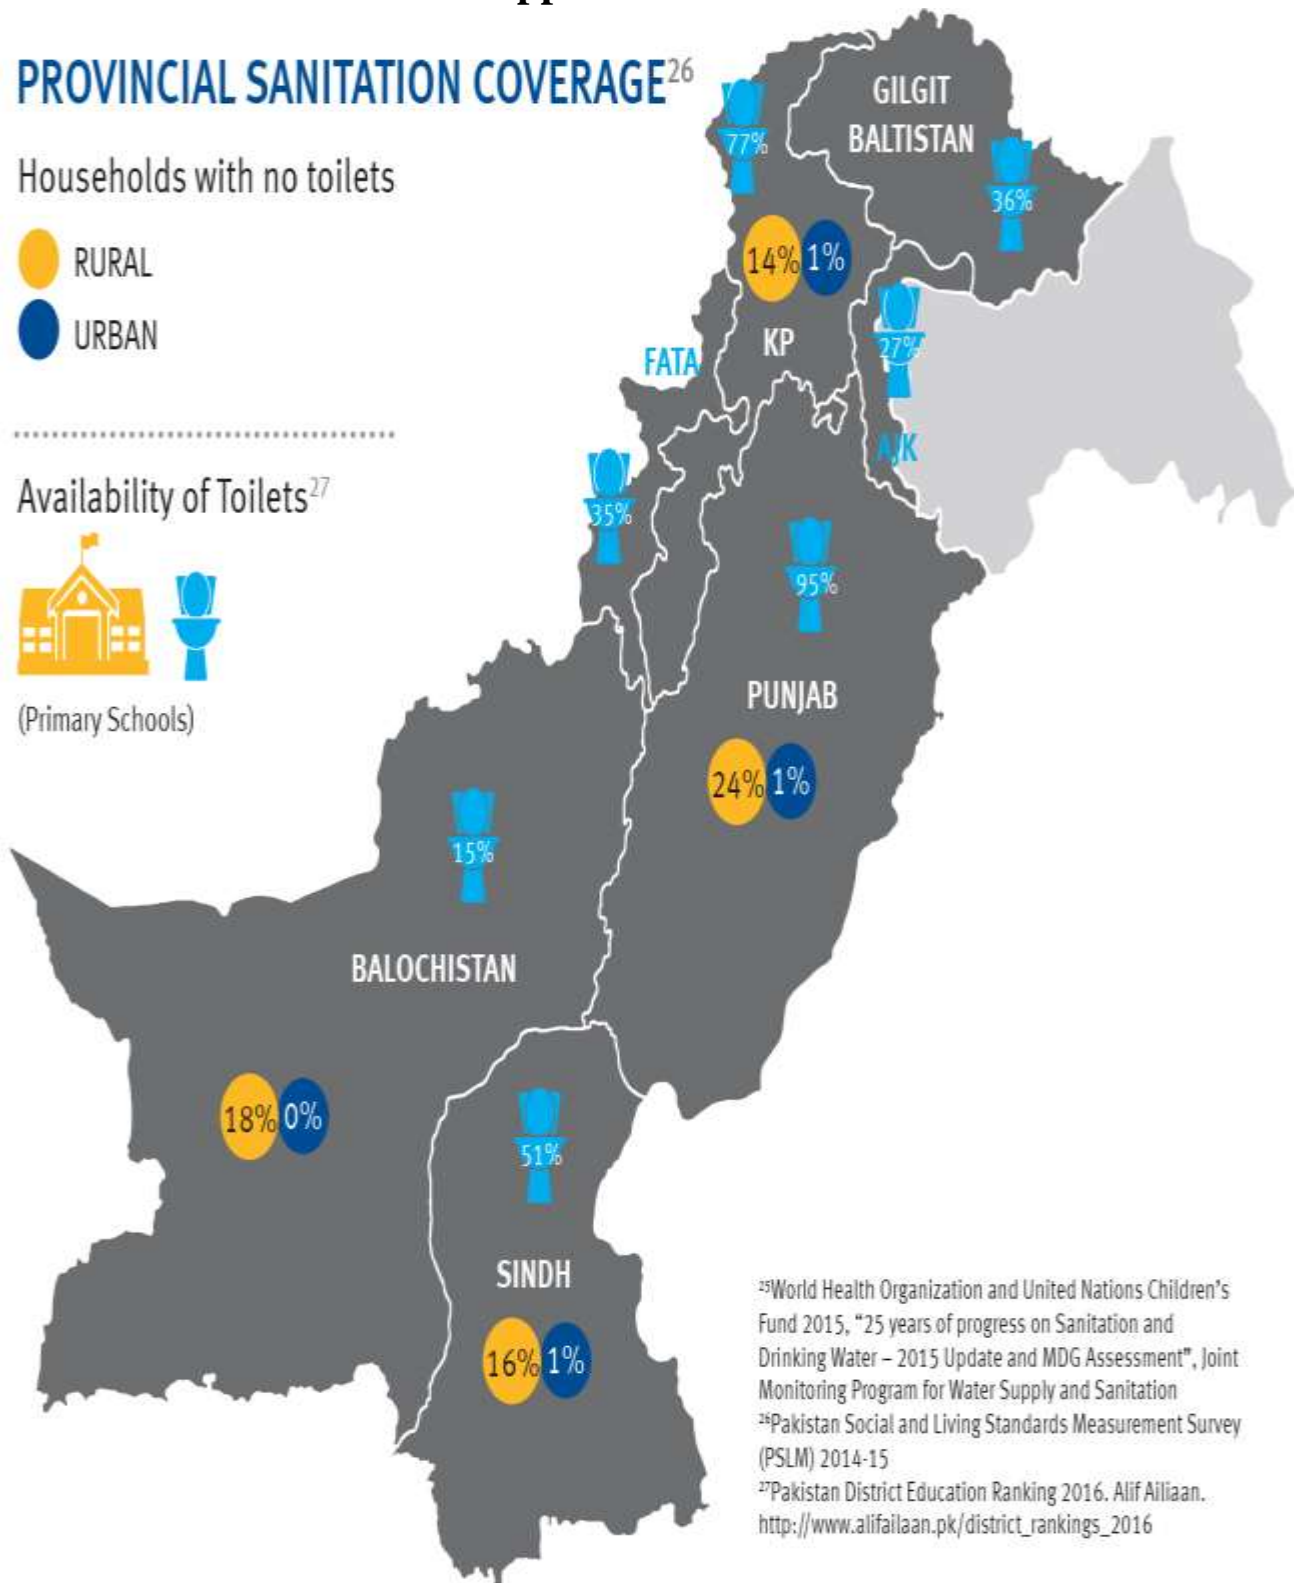 PROVINCIAL SANITATION COVERAGE26
Households with no toilets
RURAL
URBAN
Availability of Toilets27
(Primary Schools)
GILGIT
BALTISTAN
77%
36%
14% 1%
KP
27%
FATA
AJK
35%
95%
PUNJAB
24% 1%
15%
BALOCHISTAN
18% 0%
51%
SINDH
16% 1%
25World Health Organization and United Nations Children's
Fund 2015, “25 years of progress on Sanitation and
Drinking Water – 2015 Update and MDG Assessment”, Joint
Monitoring Program for Water Supply and Sanitation
26Pakistan Social and Living Standards Measurement Survey
(PSLM) 2014-15
27Pakistan District Education Ranking 2016. Alif Ailiaan.
http://www.alifailaan.pk/district_rankings_2016